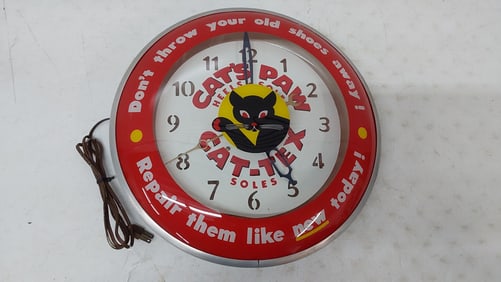 Don't throw your old shoes away!
12
11
1
10
2
9
3
8
4
7
5
6
CAT'S PAW
CAT-TEX
SOLES
Repair them like new today!